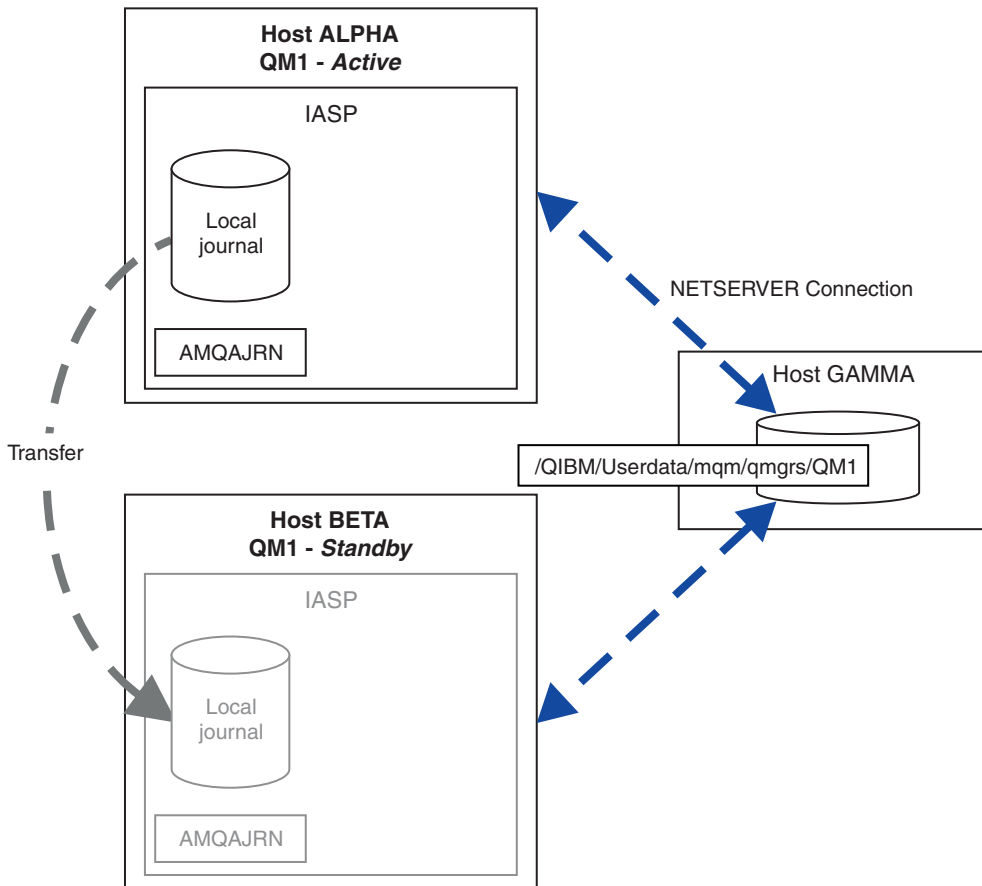 Host ALPHA
QM1 - Active
IASP
Local
journal
AMQAJRN
NETSERVER Connection
Host GAMMA
/QIBM/Userdata/mqm/qmgrs/QM1
Transfer
Host BETA
QM1 - Standby
IASP
Local
journal
AMQAJRN